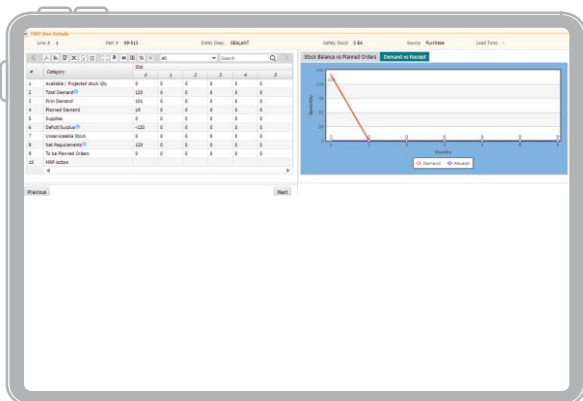 MRP Run Details
Line # 1 Part # 89-013 Entity Desc. SEALANT Safety Stock 0 EA Source Purchase Lead Time -
All Search
Stock Balance vs Planned Orders Demand vs Receipt
# Category Slot
0 1 2 3 4 5
1 Available / Projected Stock Qty. 0 0 0 0 0 0
2 Total Demand 120 0 0 0 0 0
3 Firm Demand 101 0 0 0 0 0
4 Planned Demand 19 0 0 0 0 0
5 Supplies 0 0 0 0 0 0
6 Deficit/Surplus -120 0 0 0 0 0
7 Unserviceable Stock 0 0 0 0 0 0
8 Net Requirements 120 0 0 0 0 0
9 To be Planned Orders 0 0 0 0 0 0
10 MRP Action
Quantity
Demand Receipt
Previous Next